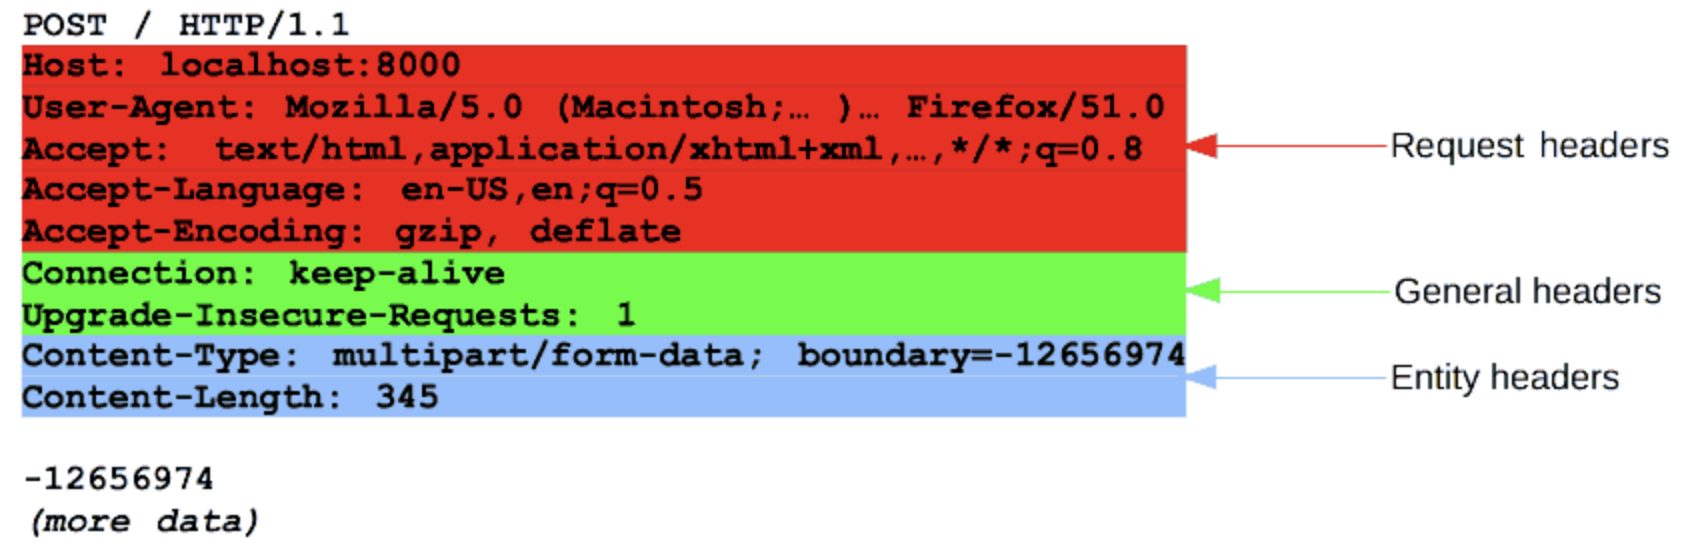 POST / HTTP/1.1
Host: localhost:8000
User-Agent: Mozilla/5.0 (Macintosh;… )… Firefox/51.0
Accept: text/html,application/xhtml+xml,…,*/*;q=0.8
Request headers
Accept-Language: en-US,en;q=0.5
Accept-Encoding: gzip, deflate
Connection: keep-alive
General headers
Upgrade-Insecure-Requests: 1
Content-Type: multipart/form-data; boundary=-12656974
Entity headers
Content-Length: 345
-12656974
(more data)